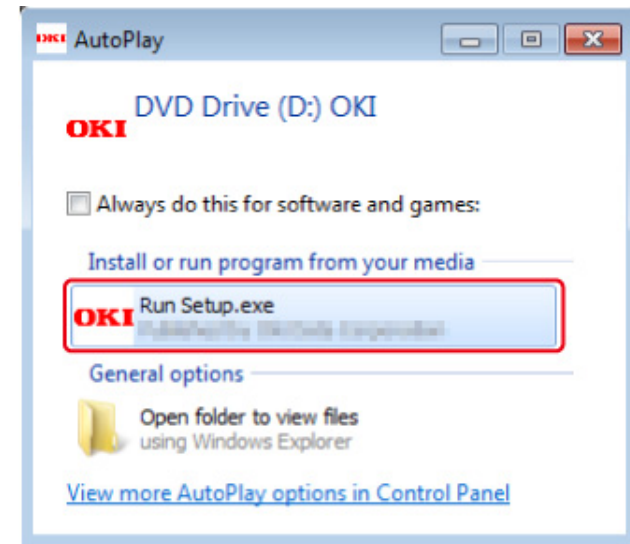 OKI AutoPlay
DVD Drive (D:) OKI
OKI
Always do this for software and games:
Install or run program from your media
OKI Run Setup.exe
General options
Open folder to view files
using Windows Explorer
View more AutoPlay options in Control Panel